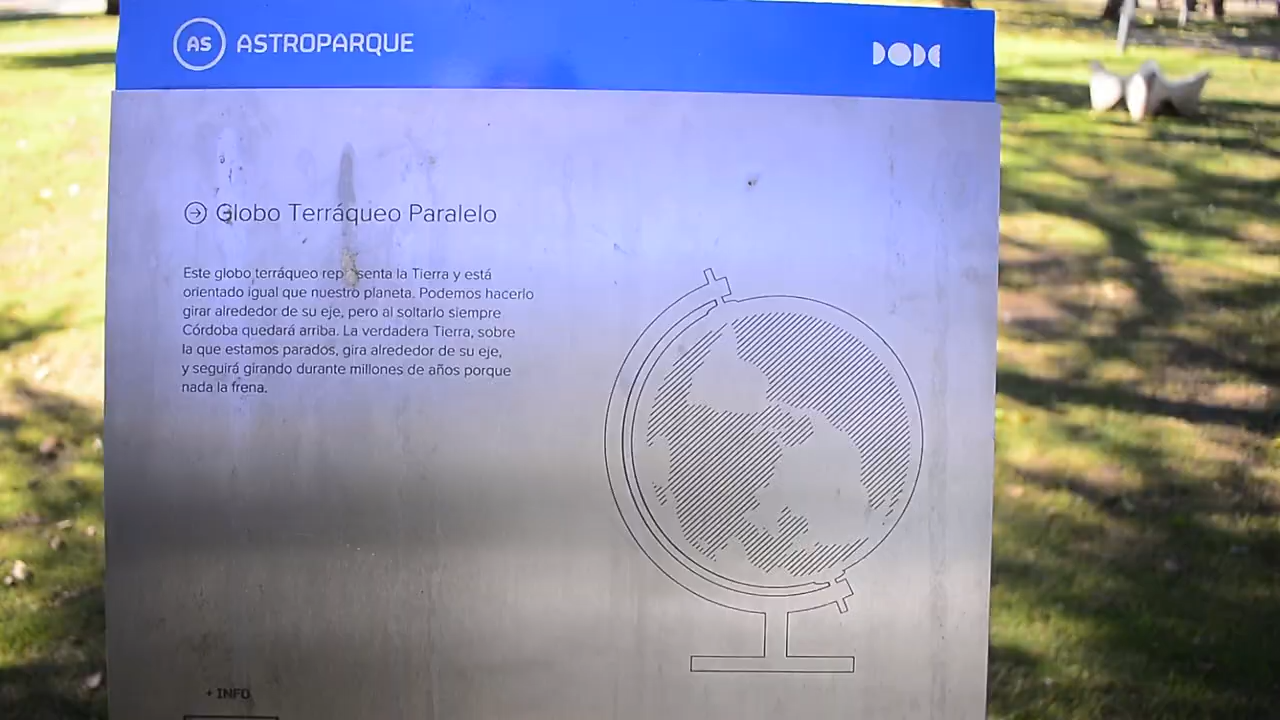 AS ASTROPARQUE
DODC
Globo Terráqueo Paralelo
Este globo terráqueo representa la Tierra y está
orientado igual que nuestro planeta. Podemos hacerlo
girar alrededor de su eje, pero al soltarlo siempre
Córdoba quedará arriba. La verdadera Tierra, sobre
la que estamos parados, gira alrededor de su eje,
y seguirá girando durante millones de años porque
nada la frena.
+ INFO